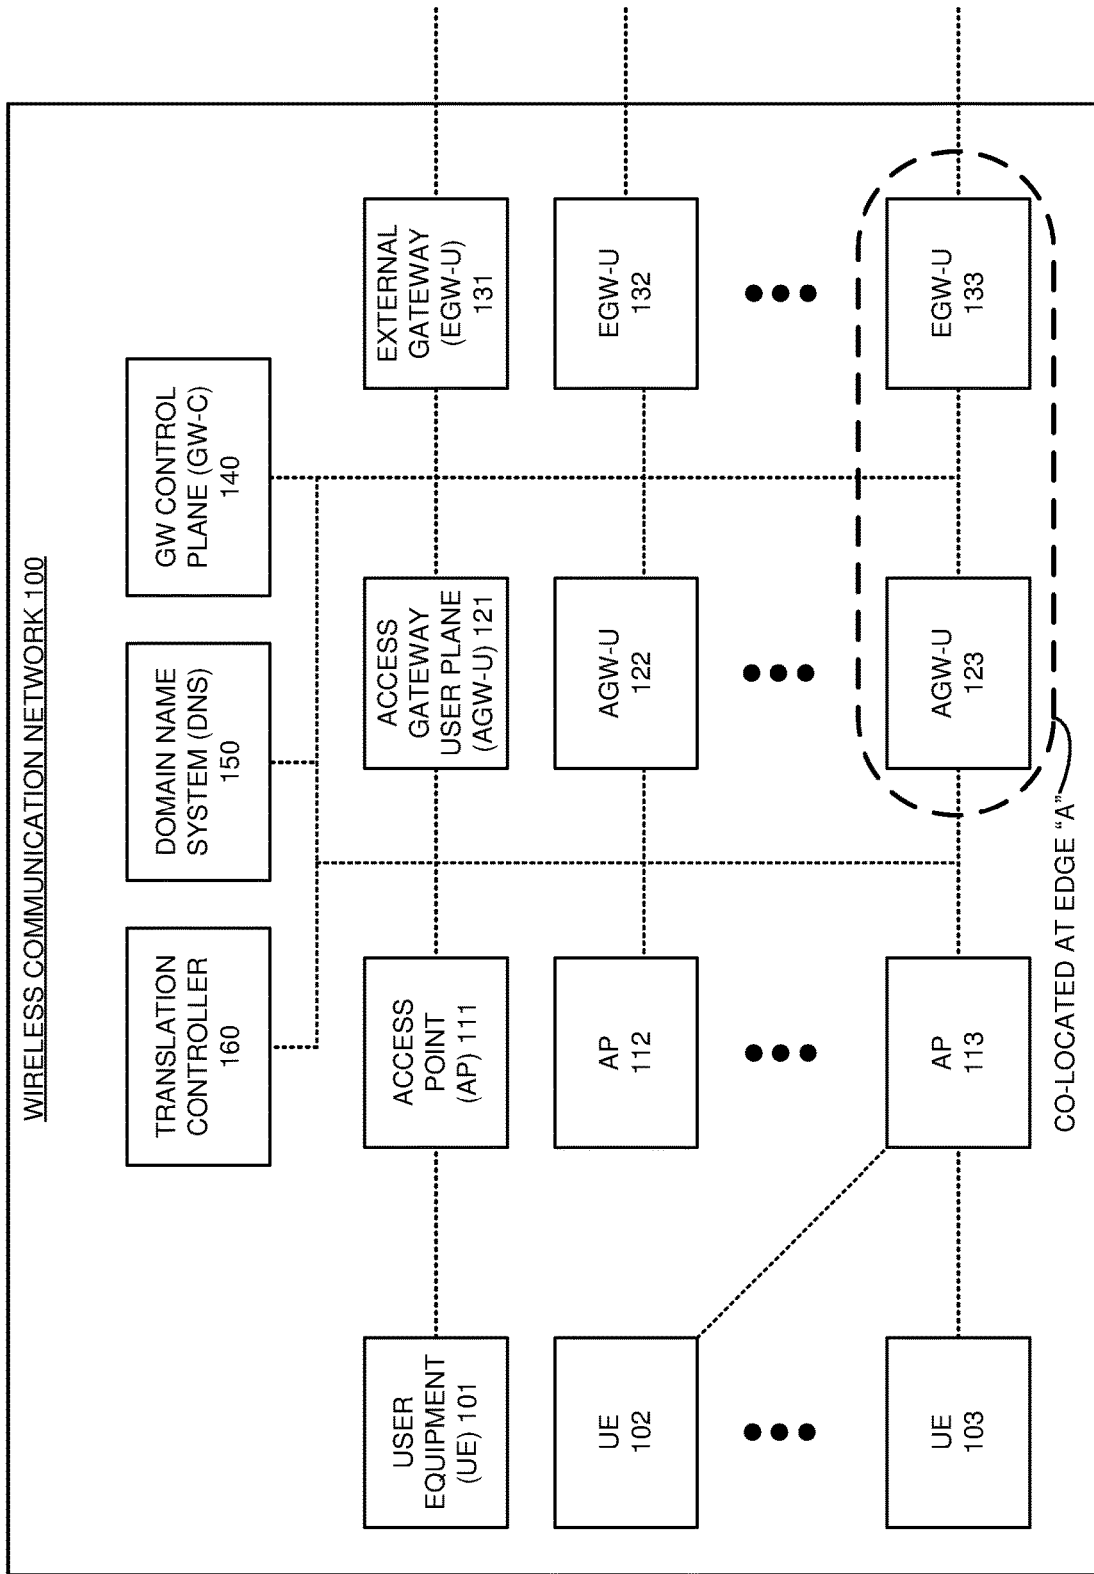 WIRELESS COMMUNICATION NETWORK 100
TRANSLATION
CONTROLLER
160
DOMAIN NAME
SYSTEM (DNS)
150
GW CONTROL
PLANE (GW-C)
140
USER
EQUIPMENT
(UE) 101
ACCESS
POINT
(AP) 111
ACCESS
GATEWAY
USER PLANE
(AGW-U) 121
EXTERNAL
GATEWAY
(EGW-U)
131
UE
102
AP
112
AGW-U
122
EGW-U
132
UE
103
AP
113
AGW-U
123
EGW-U
133
CO-LOCATED AT EDGE “A”